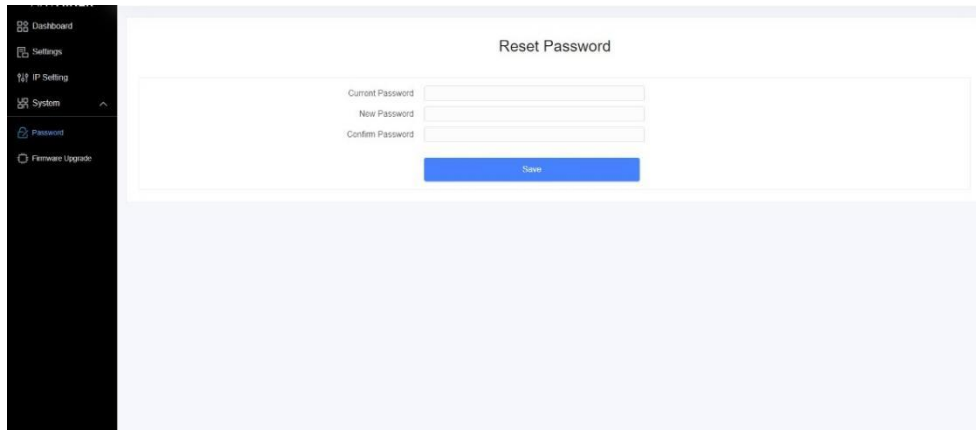 Dashboard
Settings
IP Setting
System
Password
Firmware Upgrade
Reset Password
Current Password
New Password
Confirm Password
Save